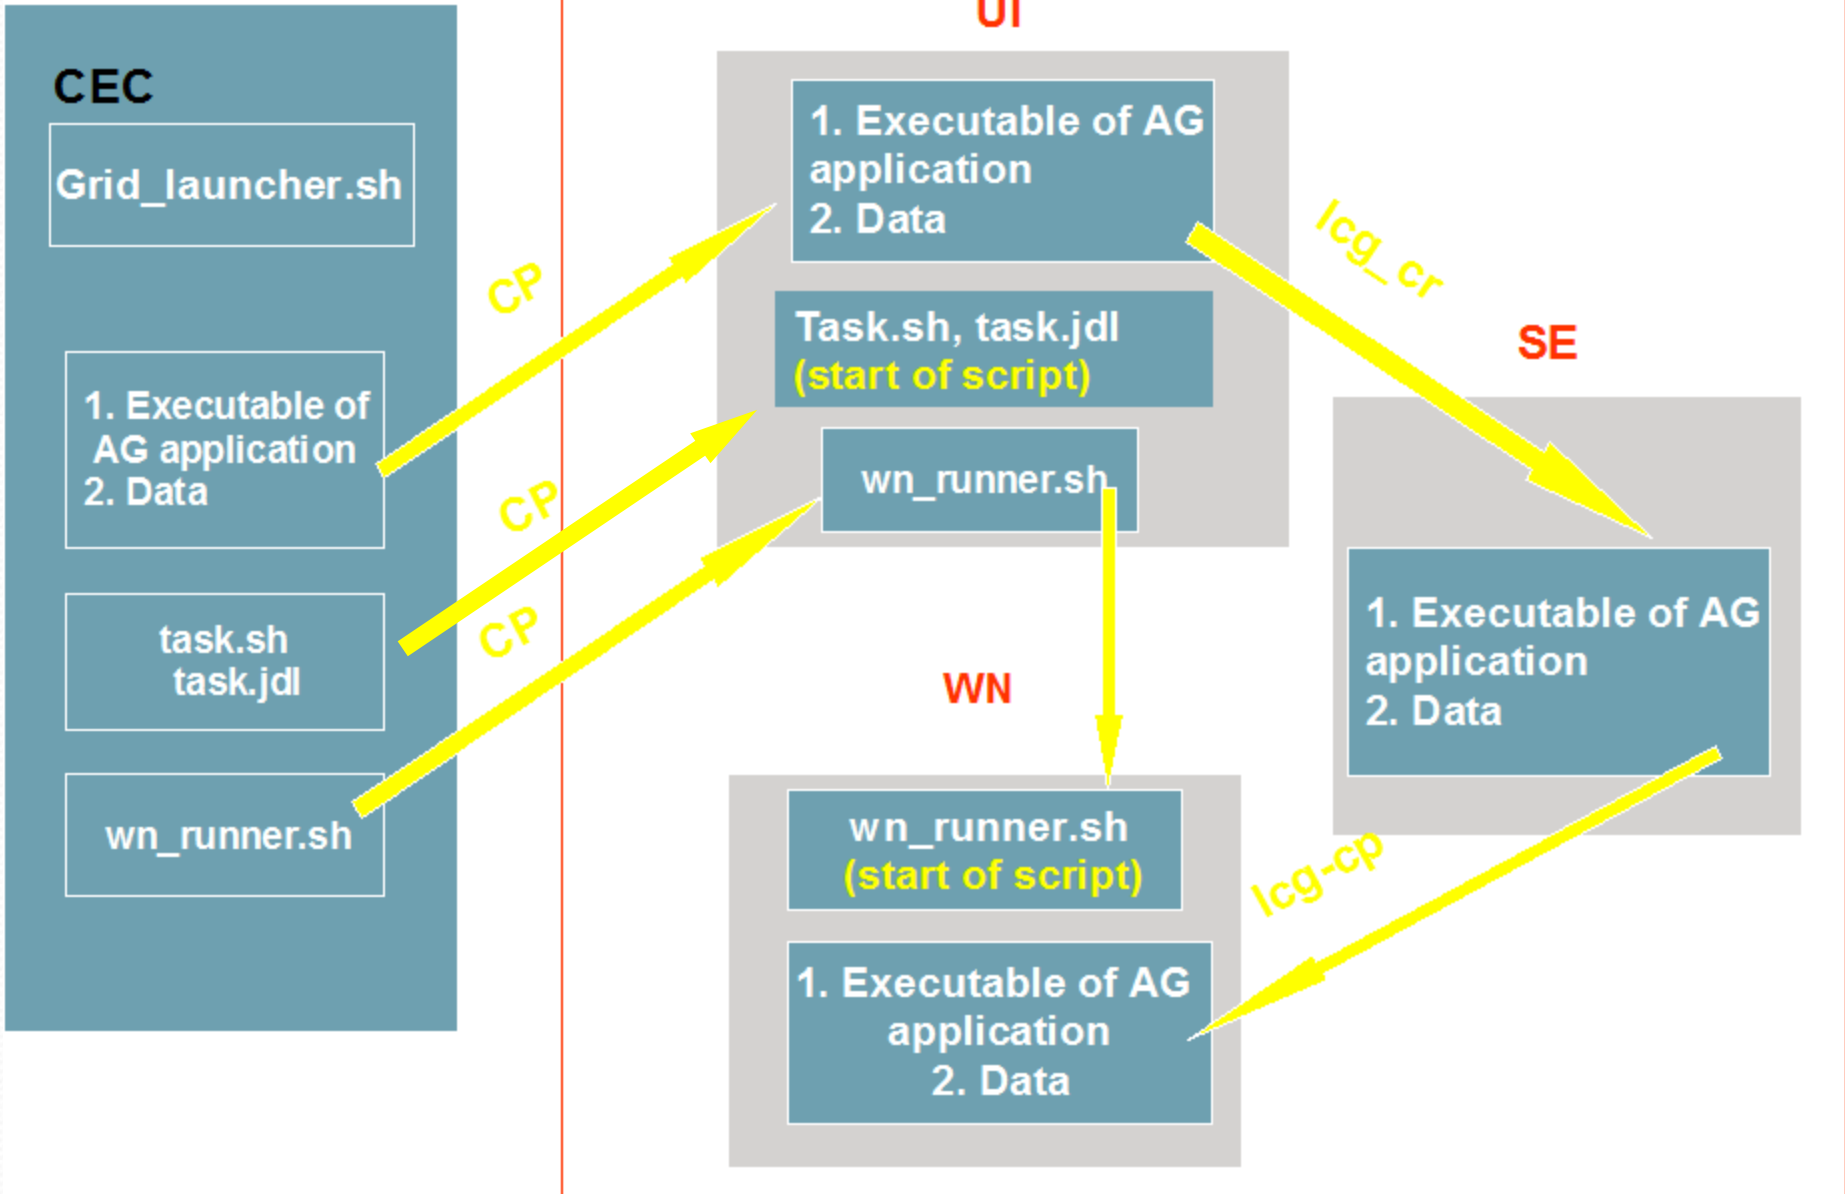 CEC
Grid_launcher.sh
1. Executable of
AG application
2. Data
task.sh
task.jdl
wn_runner.sh
CP
CP
CP
UI
1. Executable of AG
application
2. Data
Task.sh, task.jdl
(start of script)
wn_runner.sh
lcg_cr
SE
1. Executable of AG
application
2. Data
WN
wn_runner.sh
(start of script)
1. Executable of AG
application
2. Data
lcg-cp